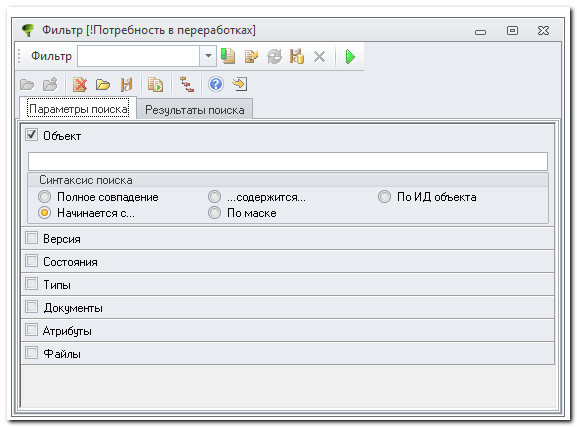 Фильтр [!Потребность в переработках]
Фильтр
Параметры поиска Результаты поиска
Объект
Синтаксис поиска
Полное совпадение ...содержится... По ИД объекта
Начинается с... По маске
Версия
Состояния
Типы
Документы
Атрибуты
Файлы